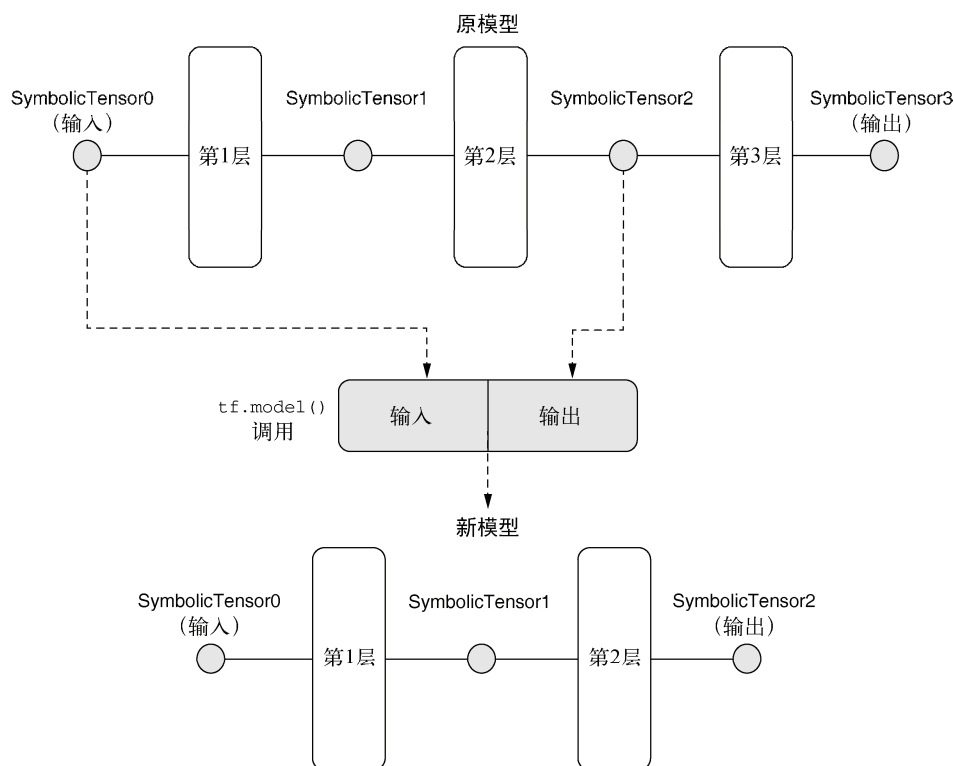 原模型
SymbolicTensor0
（输入）
SymbolicTensor1
SymbolicTensor2
SymbolicTensor3
（输出）
第1层
第2层
第3层
tf.model()
调用
输入
输出
新模型
SymbolicTensor0
（输入）
SymbolicTensor1
SymbolicTensor2
（输出）
第1层
第2层